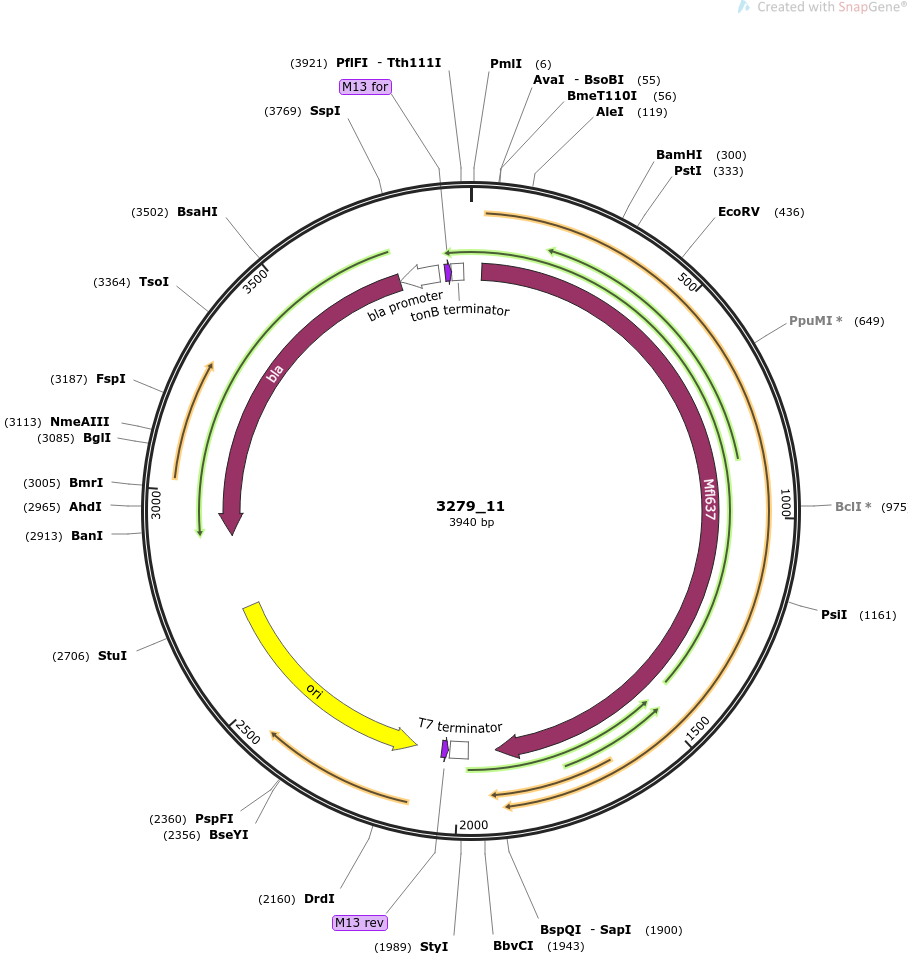 Created with SnapGene®
(3921) PflFI - Tth111I
PmlI (6)
M13 for
AvaI - BsoBI (55)
BmeT110I (56)
(3769) SspI
AleI (119)
BamHI (300)
PstI (333)
(3502) BsaHI
EcoRV (436)
3500
500
(3364) TsoI
bla promoter
tonB terminator
PpuMI * (649)
bla
(3187) FspI
(3113) NmeAIII
(3085) BglI
(3005) BmrI
3000
Mfl637
1000
(2965) AhdI
3279_11
BclI * (975
3940 bp
(2913) BanI
PsiI (1161)
(2706) StuI
ori
T7 terminator
2500
1500
(2360) PspFI
2000
(2356) BseYI
(2160) DrdI
M13 rev
BspQI - SapI (1900)
(1989) StyI
BbvCI (1943)